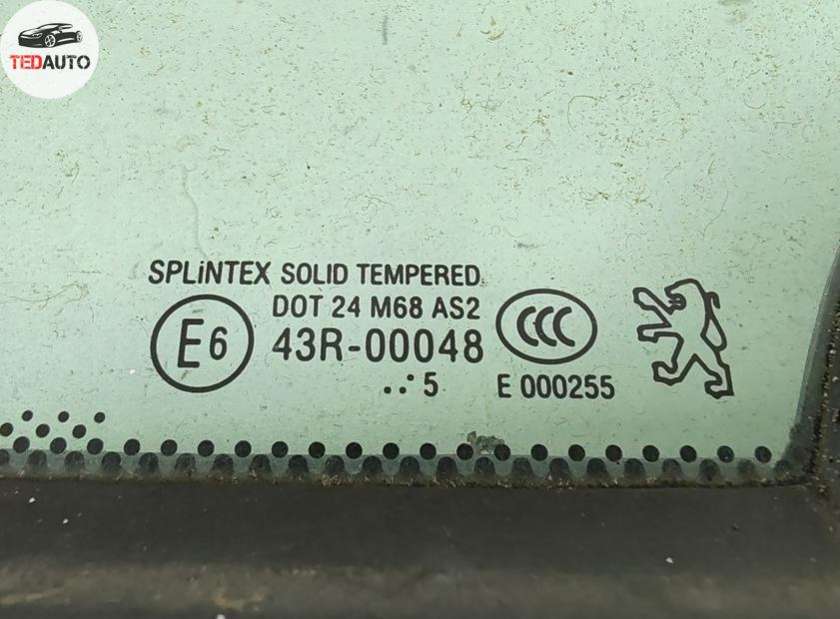 TEDAUTO
SPLiNTEX SOLID TEMPERED
DOT 24 M68 AS2
E6 43R-00048 CCC
..·5 E 000255